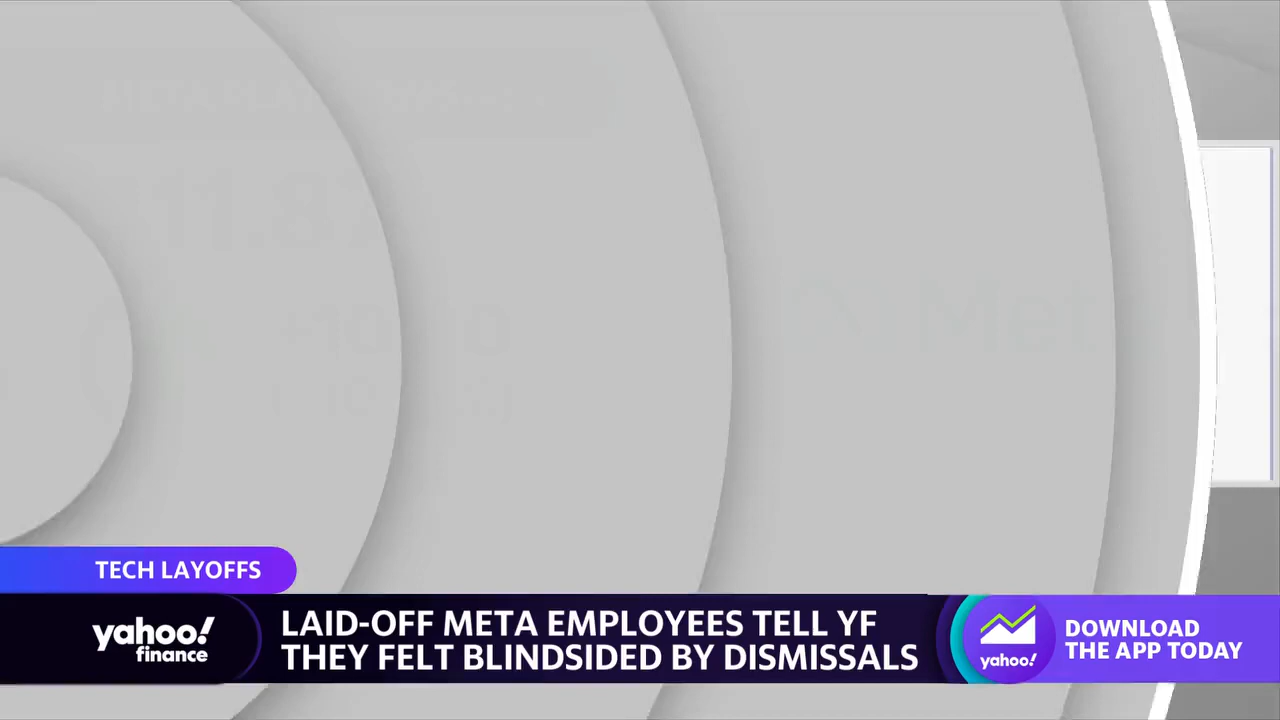 Meta
TECH LAYOFFS
yahoo!
finance
LAID-OFF META EMPLOYEES TELL YF
THEY FELT BLINDSIDED BY DISMISSALS
yahoo!
DOWNLOAD
THE APP TODAY